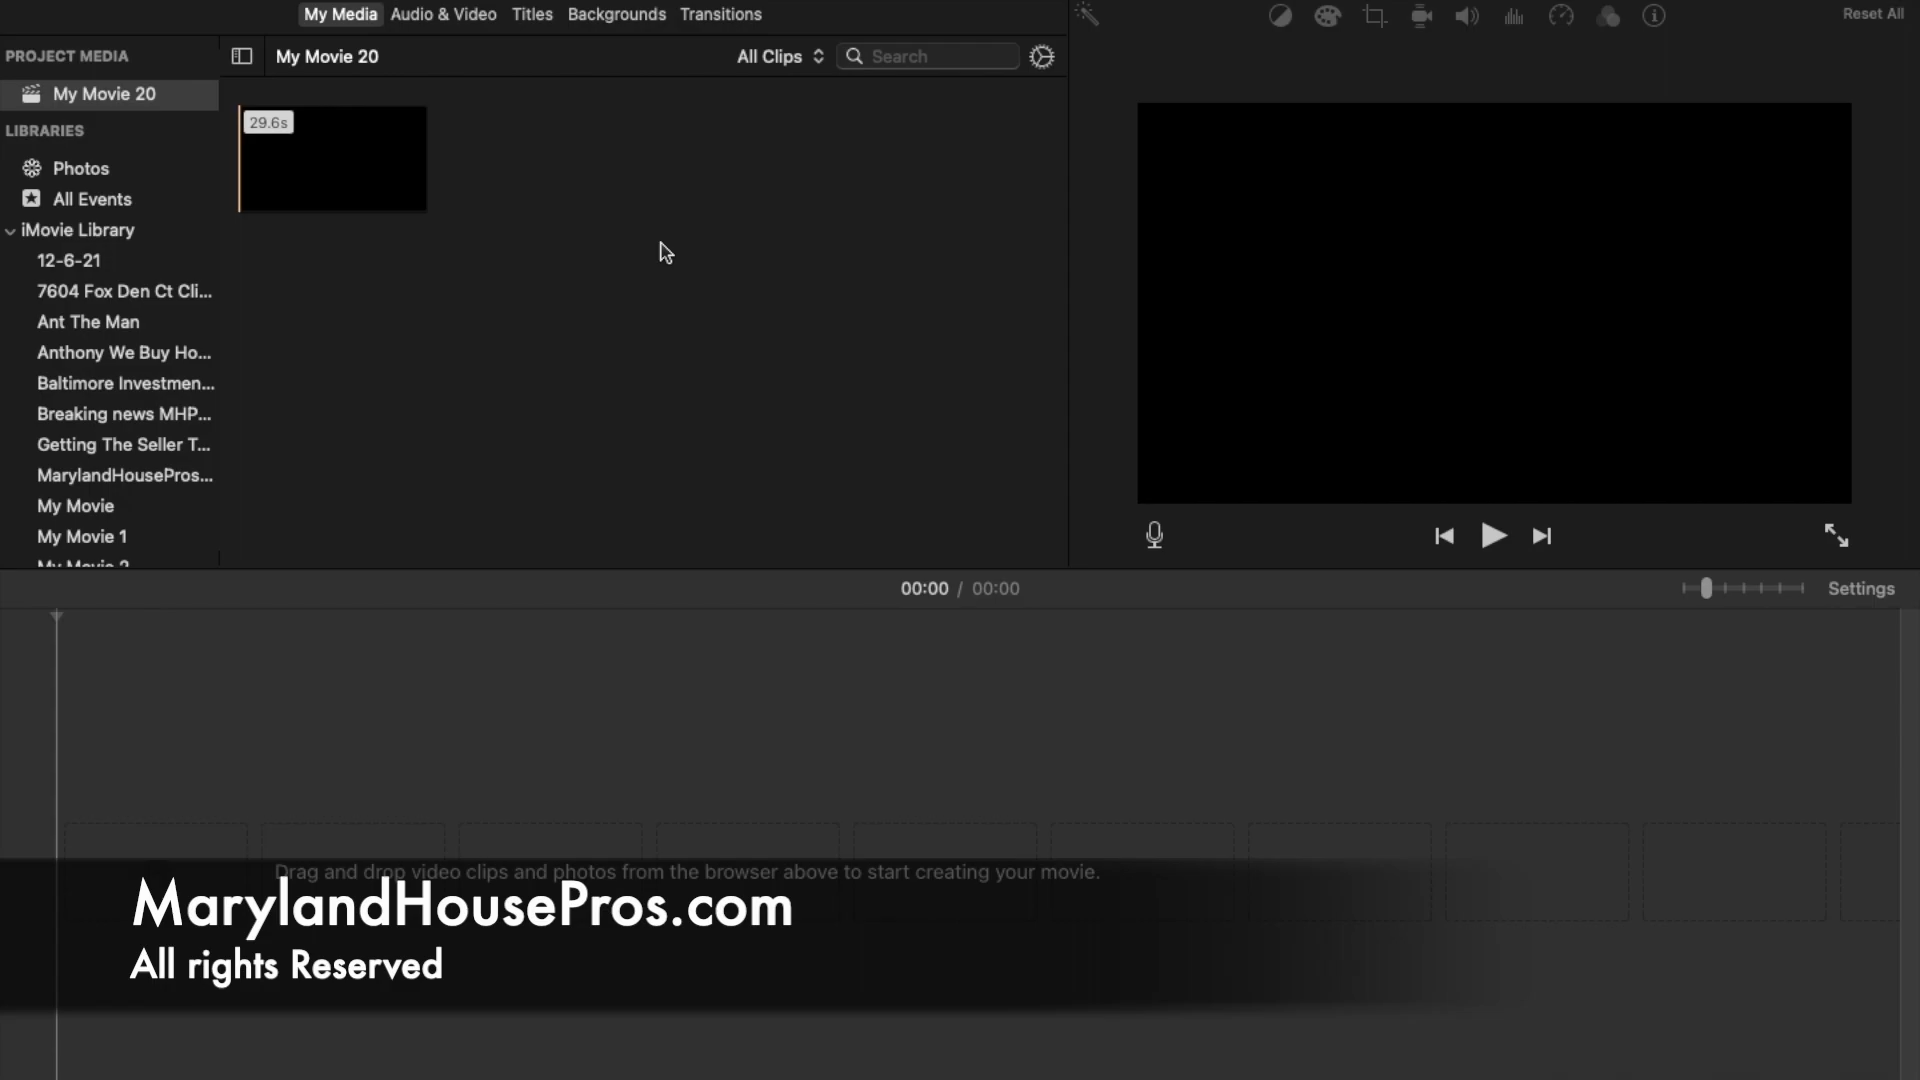 My Media Audio & Video Titles Backgrounds Transitions
Reset All
PROJECT MEDIA
My Movie 20
All Clips
Search
My Movie 20
29.6s
LIBRARIES
Photos
All Events
iMovie Library
12-6-21
7604 Fox Den Ct Cli...
Ant The Man
Anthony We Buy Ho...
Baltimore Investmen...
Breaking news MHP...
Getting The Seller T...
MarylandHousePros...
My Movie
My Movie 1
My Movie 2
00:00 / 00:00
Settings
Drag and drop video clips and photos from the browser above to start creating your movie.
MarylandHousePros.com
All rights Reserved